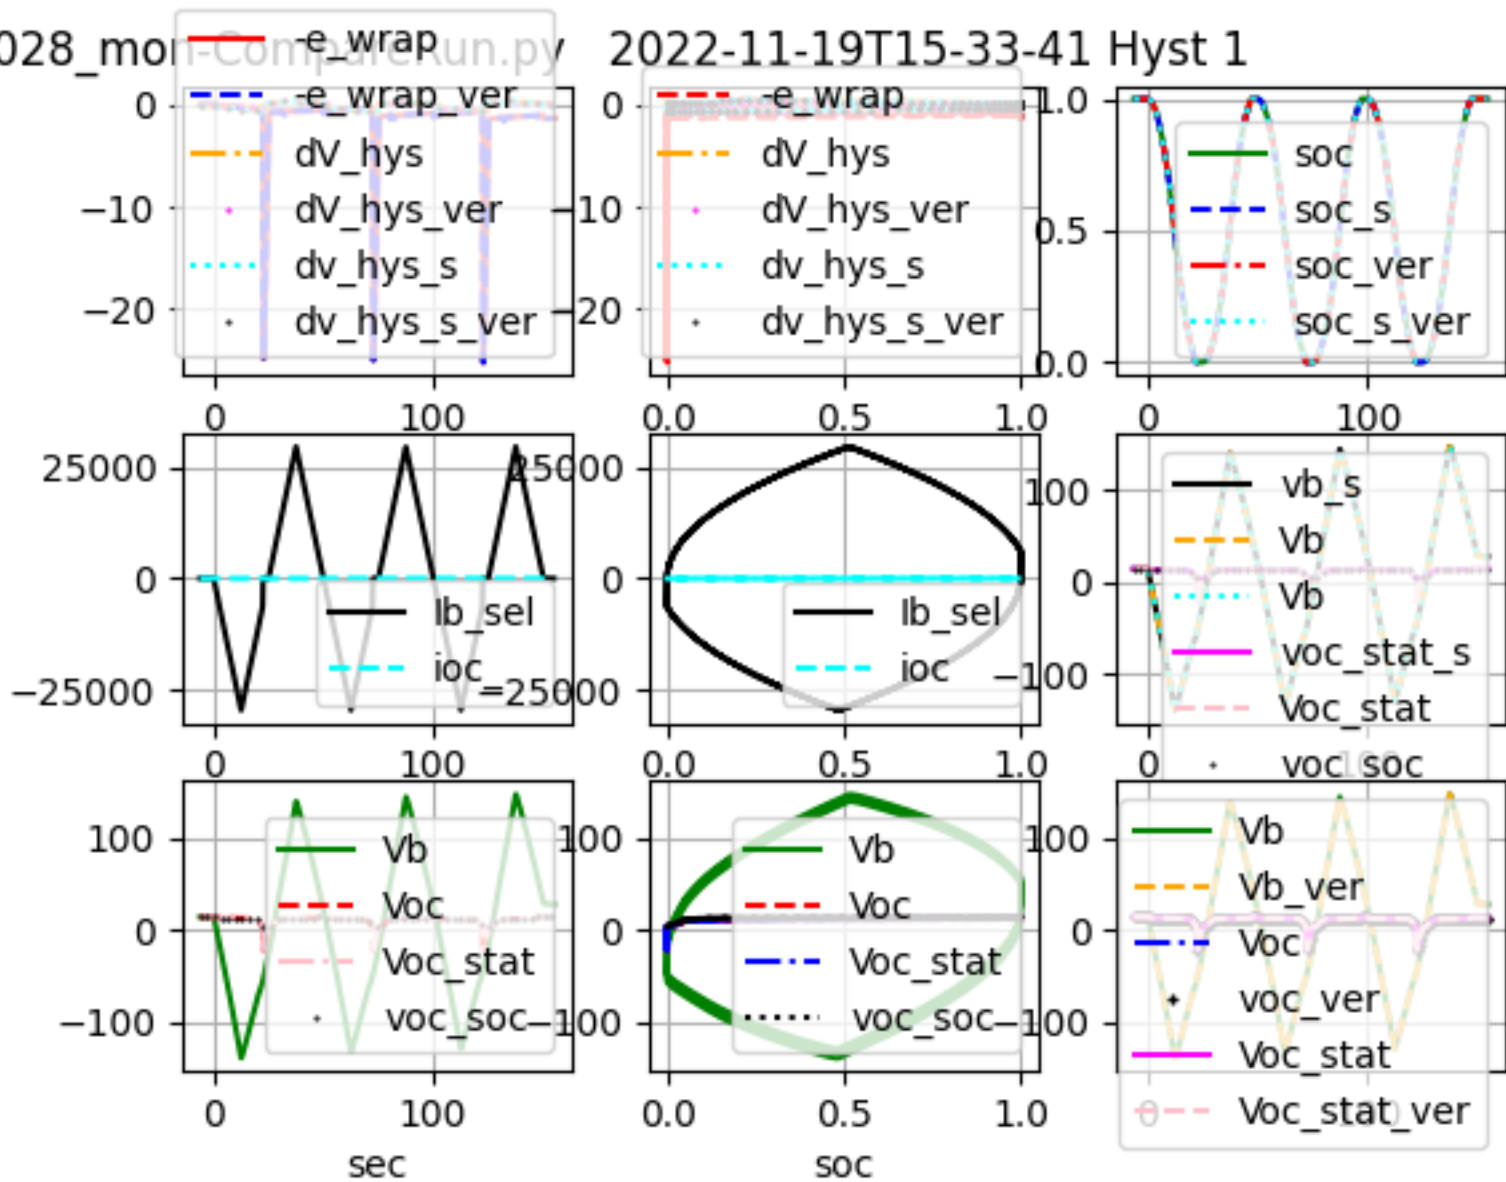 028_mon-CompareRun.py 2022-11-19T15-33-41 Hyst 1
-e_wrap
-e_wrap_ver
dV_hys
dV_hys_ver
dv_hys_s
dv_hys_s_ver
0
−10
−20
0 100
-e_wrap
dV_hys
dV_hys_ver
dv_hys_s
dv_hys_s_ver
0
−10
−20
0.0 0.5 1.0
soc
soc_s
soc_ver
soc_s_ver
1.0
0.5
0.0
0 100
25000
0
−25000
Ib_sel
ioc
0 100
25000
0
−25000
Ib_sel
ioc
0.0 0.5 1.0
100
0
−100
vb_s
Vb
Vb
voc_stat_s
Voc_stat
voc_soc
0 100
100
0
−100
Vb
Voc
Voc_stat
voc_soc
0 100
sec
100
0
−100
Vb
Voc
Voc_stat
voc_soc
0.0 0.5 1.0
soc
100
0
−100
Vb
Vb_ver
Voc
voc_ver
Voc_stat
Voc_stat_ver
0 100